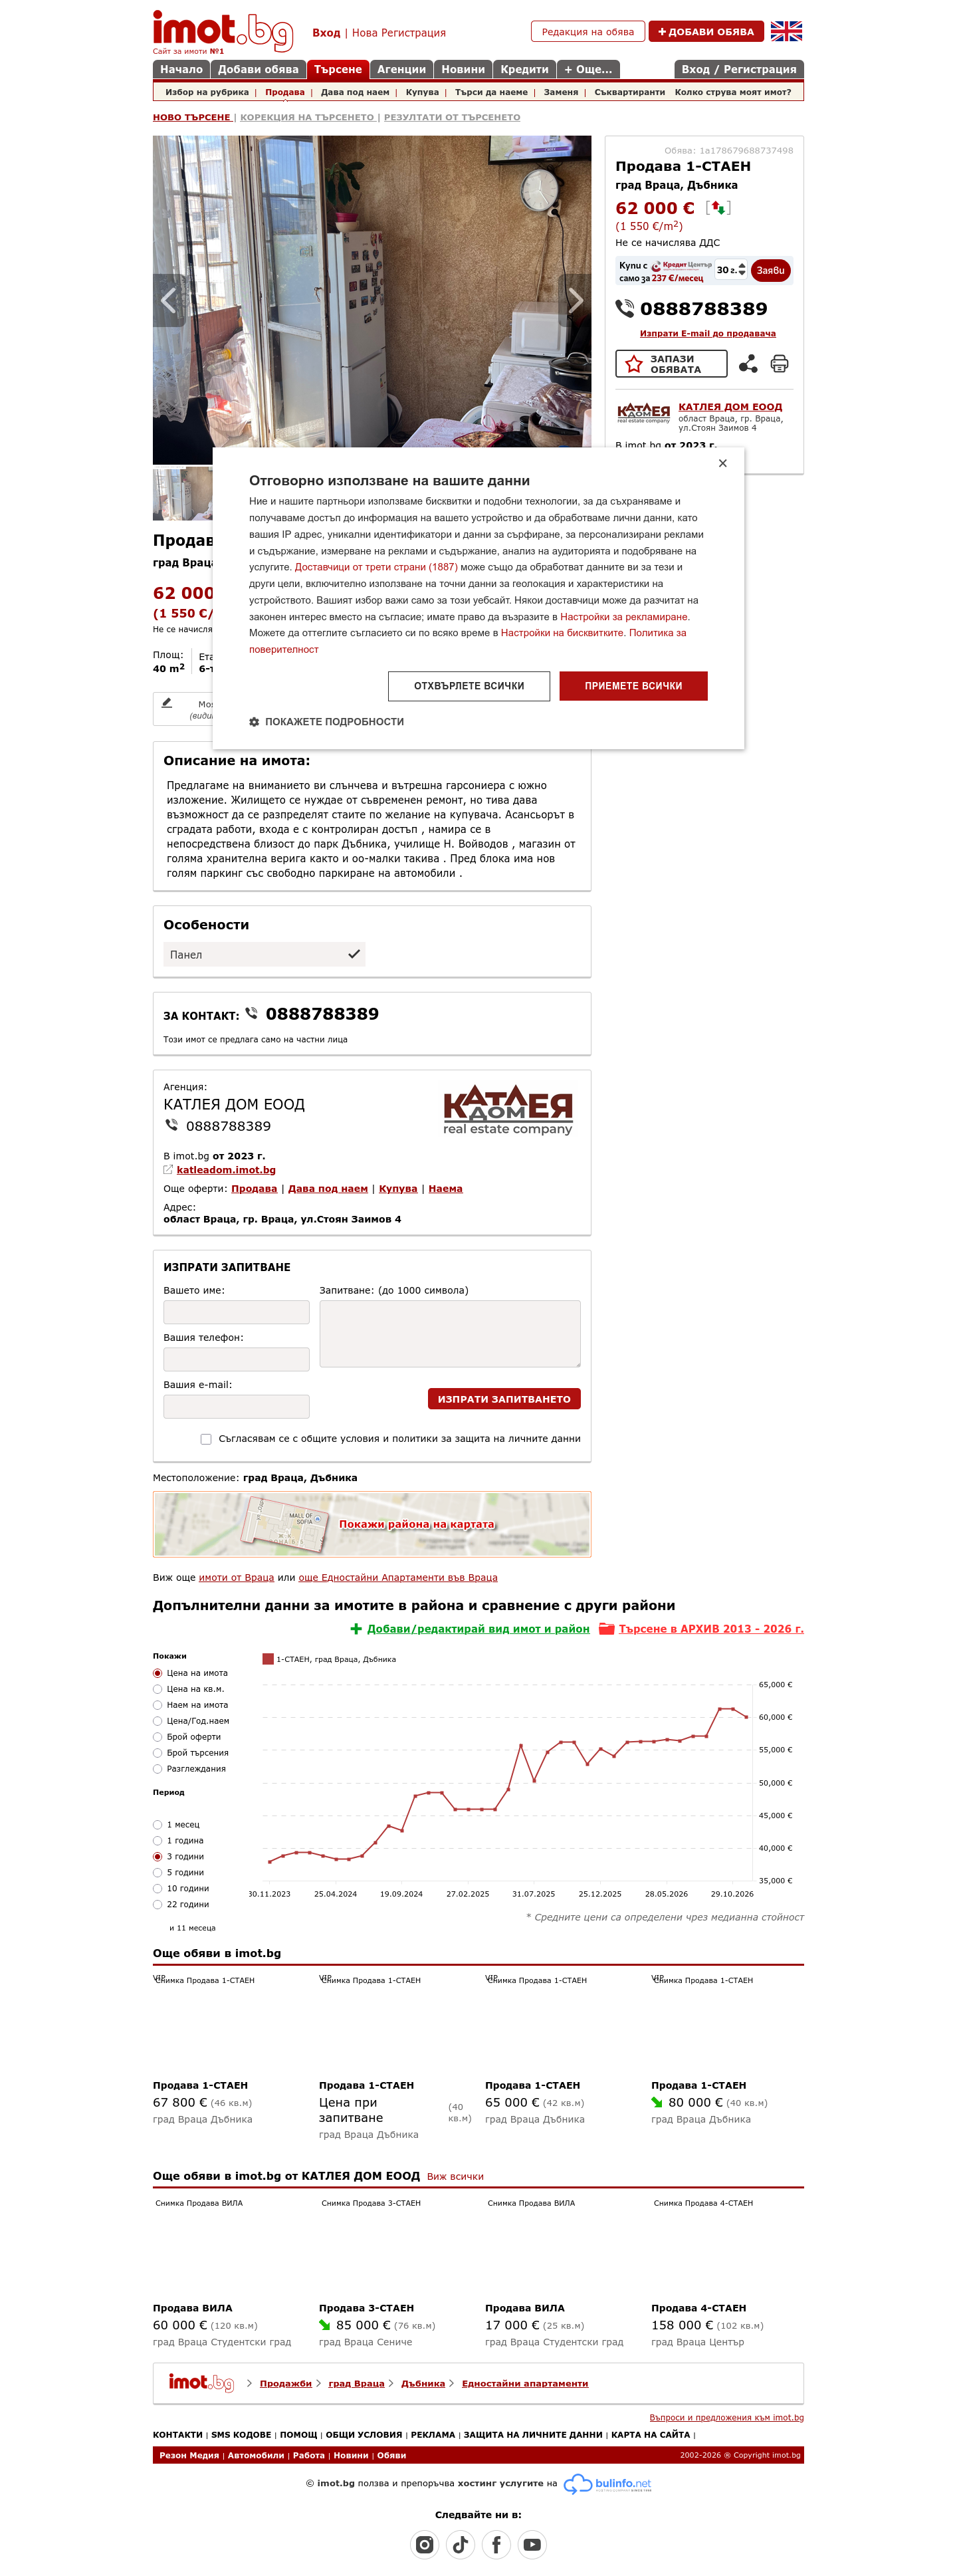 imot.bg
Сайт за имоти №1
Вход | Нова Регистрация
Редакция на обява
ДОБАВИ ОБЯВА
Начало
Добави обява
Търсене
Агенции
Новини
Кредити
+ Още...
Вход / Регистрация
Избор на рубрика | Продава | Дава под наем | Купува | Търси да наеме | Заменя | Съквартиранти Колко струва моят имот?
НОВО ТЪРСЕНЕ | КОРЕКЦИЯ НА ТЪРСЕНЕТО | РЕЗУЛТАТИ ОТ ТЪРСЕНЕТО
Обява: 1a178679688737498
Продава 1-СТАЕН
град Враца, Дъбника
62 000 €
(1 550 €/m2)
Не се начислява ДДС
Купи с Кредит Център
само за 237 €/месец
30 г.
Заяви
0888788389
Изпрати E-mail до продавача
ЗАПАЗИ
ОБЯВАТА
КАТЛЕЯ
ДОМ
real estate company
КАТЛЕЯ ДОМ ЕООД
област Враца, гр. Враца,
ул.Стоян Заимов 4
В imot.bg от 2023 г.
Отговорно използване на вашите данни
Ние и нашите партньори използваме бисквитки и подобни технологии, за да съхраняваме и
получаваме достъп до информация на вашето устройство и да обработваме лични данни, като
вашия IP адрес, уникални идентификатори и данни за сърфиране, за персонализирани реклами
и съдържание, измерване на реклами и съдържание, анализ на аудиторията и подобряване на
услугите. Доставчици от трети страни (1887) може също да обработват данните ви за тези и
други цели, включително използване на точни данни за геолокация и характеристики на
устройството. Вашият избор важи само за този уебсайт. Някои доставчици може да разчитат на
законен интерес вместо на съгласие; имате право да възразите в Настройки за рекламиране.
Можете да оттеглите съгласието си по всяко време в Настройки на бисквитките. Политика за
поверителност
ОТХВЪРЛЕТЕ ВСИЧКИ
ПРИЕМЕТЕ ВСИЧКИ
ПОКАЖЕТЕ ПОДРОБНОСТИ
Продав
град Враца
62 000
(1 550 €/
Не се начисля
Площ:
40 m2
Ета
6-т
Моя
(види
Описание на имота:
Предлагаме на вниманието ви слънчева и вътрешна гарсониера с южно
изложение. Жилището се нуждае от съвременен ремонт, но тива дава
възможност да се разпределят стаите по желание на купувача. Асансьорът в
сградата работи, входа е с контролиран достъп , намира се в
непосредствена близост до парк Дъбника, училище Н. Войводов , магазин от
голяма хранителна верига както и оо-малки такива . Пред блока има нов
голям паркинг със свободно паркиране на автомобили .
Особености
Панел
ЗА КОНТАКТ: 0888788389
Този имот се предлага само на частни лица
Агенция:
КАТЛЕЯ ДОМ ЕООД
0888788389
КАТЛЕЯ
ДОМ
real estate company
В imot.bg от 2023 г.
katleadom.imot.bg
Още оферти: Продава | Дава под наем | Купува | Наема
Адрес:
област Враца, гр. Враца, ул.Стоян Заимов 4
ИЗПРАТИ ЗАПИТВАНЕ
Вашето име:
Запитване: (до 1000 символа)
Вашия телефон:
Вашия e-mail:
ИЗПРАТИ ЗАПИТВАНЕТО
Съгласявам се с общите условия и политики за защита на личните данни
Местоположение: град Враца, Дъбника
MALL OF
SOFIA
Покажи района на картата
Виж още имоти от Враца или още Едностайни Апартаменти във Враца
Допълнителни данни за имотите в района и сравнение с други райони
Добави/редактирай вид имот и район
Търсене в АРХИВ 2013 - 2026 г.
Покажи
Цена на имота
Цена на кв.м.
Наем на имота
Цена/Год.наем
Брой оферти
Брой търсения
Разглеждания
Период
1 месец
1 година
3 години
5 години
10 години
22 години
и 11 месеца
1-СТАЕН, град Враца, Дъбника
65,000 €
60,000 €
55,000 €
50,000 €
45,000 €
40,000 €
35,000 €
30.11.2023 25.04.2024 19.09.2024 27.02.2025 31.07.2025 25.12.2025 28.05.2026 29.10.2026
* Средните цени са определени чрез медианна стойност
Още обяви в imot.bg
VIP
Снимка Продава 1-СТАЕН
VIP
Снимка Продава 1-СТАЕН
VIP
Снимка Продава 1-СТАЕН
VIP
Снимка Продава 1-СТАЕН
Продава 1-СТАЕН
67 800 € (46 кв.м)
град Враца Дъбника
Продава 1-СТАЕН
Цена при запитване (40 кв.м)
град Враца Дъбника
Продава 1-СТАЕН
65 000 € (42 кв.м)
град Враца Дъбника
Продава 1-СТАЕН
80 000 € (40 кв.м)
град Враца Дъбника
Още обяви в imot.bg от КАТЛЕЯ ДОМ ЕООД Виж всички
Снимка Продава ВИЛА
Снимка Продава 3-СТАЕН
Снимка Продава ВИЛА
Снимка Продава 4-СТАЕН
Продава ВИЛА
60 000 € (120 кв.м)
град Враца Студентски град
Продава 3-СТАЕН
85 000 € (76 кв.м)
град Враца Сениче
Продава ВИЛА
17 000 € (25 кв.м)
град Враца Студентски град
Продава 4-СТАЕН
158 000 € (102 кв.м)
град Враца Център
imot.bg
Продажби
град Враца
Дъбника
Едностайни апартаменти
Въпроси и предложения към imot.bg
КОНТАКТИ | SMS КОДОВЕ | ПОМОЩ | ОБЩИ УСЛОВИЯ | РЕКЛАМА | ЗАЩИТА НА ЛИЧНИТЕ ДАННИ | КАРТА НА САЙТА |
Резон Медия | Автомобили | Работа | Новини | Обяви
2002-2026 ® Copyright imot.bg
© imot.bg ползва и препоръчва хостинг услугите на bulinfo.net
Следвайте ни в: